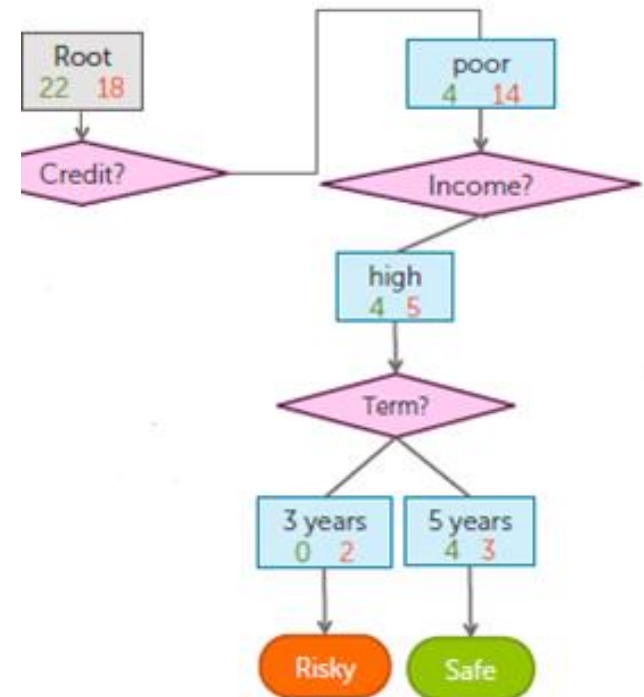 Root
22 18
poor
4 14
Credit?
Income?
high
4 5
Term?
3 years
0 2
5 years
4 3
Risky
Safe